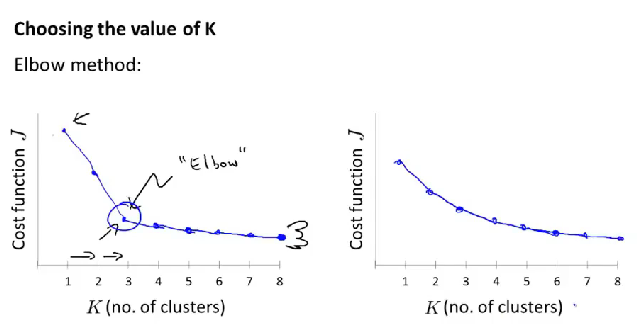 Choosing the value of K
Elbow method:
Cost function J
"Elbow"
1 2 3 4 5 6 7 8
K (no. of clusters)
Cost function J
1 2 3 4 5 6 7 8
K (no. of clusters)